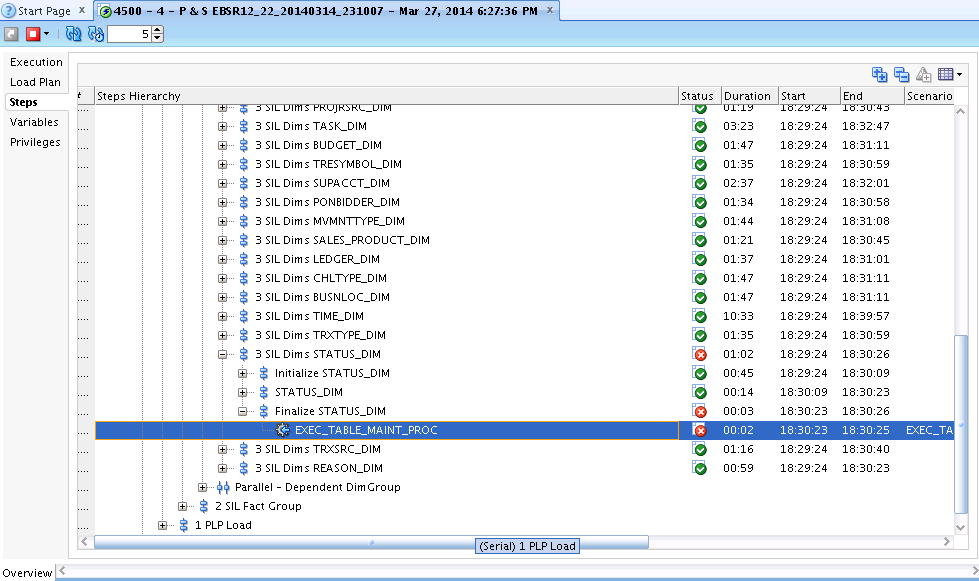 Start Page x 4500 - 4 - P & S EBSR12_22_20140314_231007 - Mar 27, 2014 6:27:36 PM x
5
Execution
Load Plan
Steps
Variables
Privileges
Steps Hierarchy Status Duration Start End Scenario
3 SIL Dims PROJRSRC_DIM 01:19 18:29:24 18:30:43
.... 3 SIL Dims TASK_DIM 03:23 18:29:24 18:32:47
.... 3 SIL Dims BUDGET_DIM 01:47 18:29:24 18:31:11
.... 3 SIL Dims TRESYMBOL_DIM 01:35 18:29:24 18:30:59
.... 3 SIL Dims SUPACCT_DIM 02:37 18:29:24 18:32:01
.... 3 SIL Dims PONBIDDER_DIM 01:34 18:29:24 18:30:58
.... 3 SIL Dims MVMNTTYPE_DIM 01:44 18:29:24 18:31:08
.... 3 SIL Dims SALES_PRODUCT_DIM 01:21 18:29:24 18:30:45
.... 3 SIL Dims LEDGER_DIM 01:37 18:29:24 18:31:01
.... 3 SIL Dims CHLTYPE_DIM 01:47 18:29:24 18:31:11
.... 3 SIL Dims BUSNLOC_DIM 01:47 18:29:24 18:31:11
.... 3 SIL Dims TIME_DIM 10:33 18:29:24 18:39:57
.... 3 SIL Dims TRXTYPE_DIM 01:35 18:29:24 18:30:59
.... 3 SIL Dims STATUS_DIM 01:02 18:29:24 18:30:26
.... Initialize STATUS_DIM 00:45 18:29:24 18:30:09
.... STATUS_DIM 00:14 18:30:09 18:30:23
.... Finalize STATUS_DIM 00:03 18:30:23 18:30:26
.... EXEC_TABLE_MAINT_PROC 00:02 18:30:23 18:30:25 EXEC_TA
.... 3 SIL Dims TRXSRC_DIM 01:16 18:29:24 18:30:40
.... 3 SIL Dims REASON_DIM 00:59 18:29:24 18:30:23
.... Parallel - Dependent DimGroup
.... 2 SIL Fact Group
.... 1 PLP Load
(Serial) 1 PLP Load
Overview